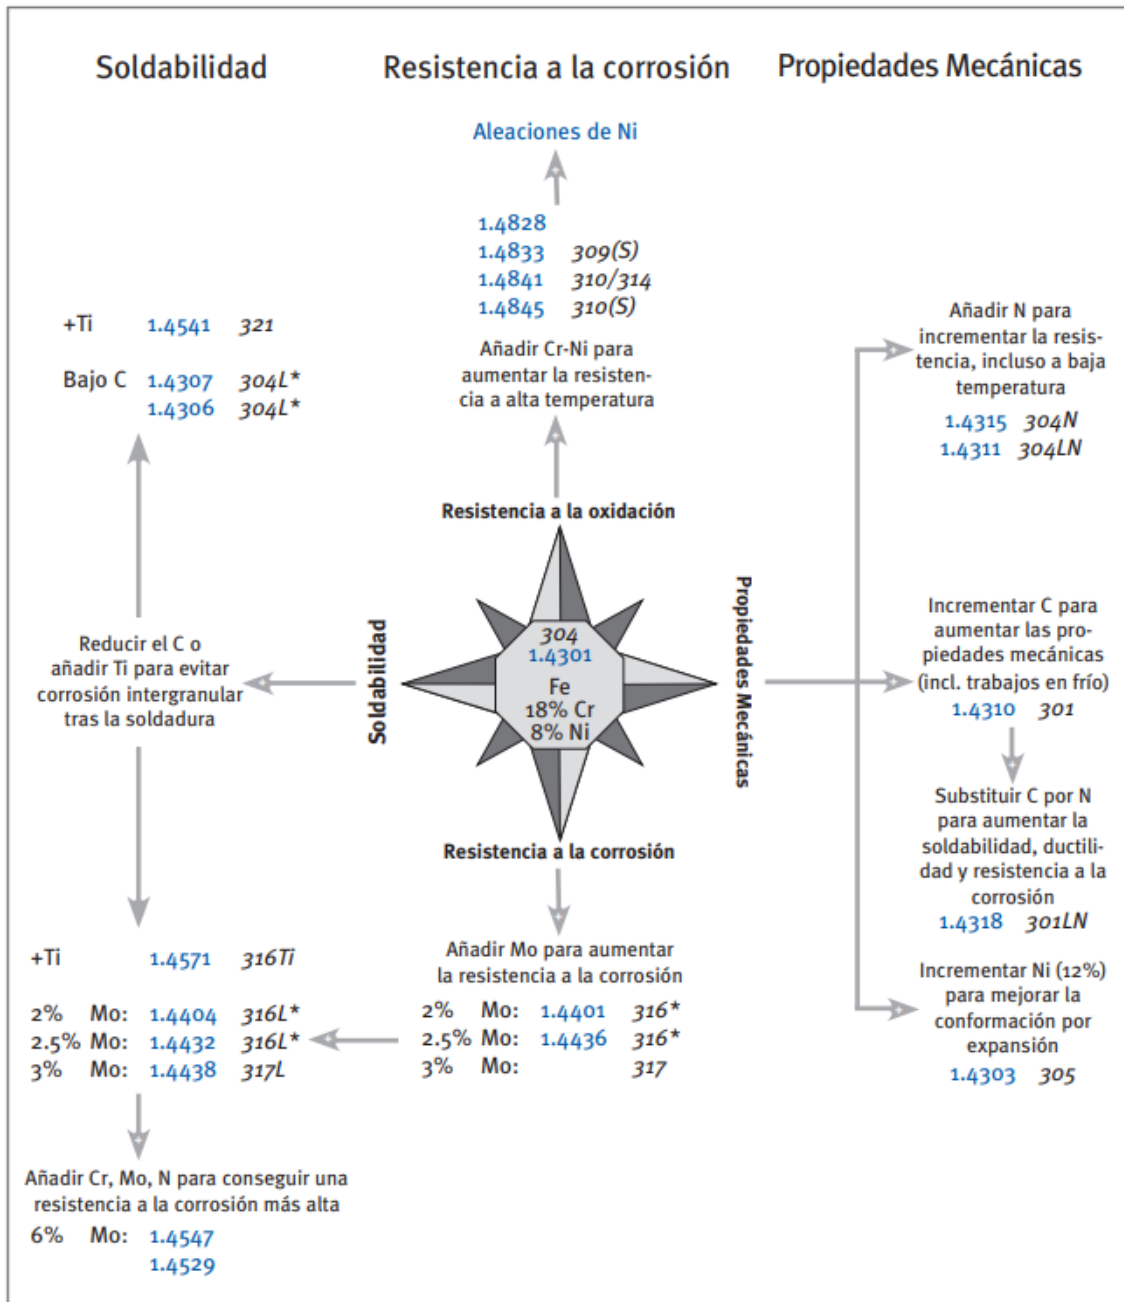 Soldabilidad
Resistencia a la corrosión
Propiedades Mecánicas
Aleaciones de Ni
1.4828
1.4833 309(S)
1.4841 310/314
1.4845 310(S)
Añadir Cr-Ni para
aumentar la resisten-
cia a alta temperatura
Resistencia a la oxidación
+Ti 1.4541 321
Bajo C 1.4307 304L*
1.4306 304L*
Reducir el C o
añadir Ti para evitar
corrosión intergranular
tras la soldadura
Soldabilidad
304
1.4301
Fe
18% Cr
8% Ni
Propiedades Mecánicas
Añadir N para
incrementar la resis-
tencia, incluso a baja
temperatura
1.4315 304N
1.4311 304LN
Incrementar C para
aumentar las pro-
piedades mecánicas
(incl. trabajos en frío)
1.4310 301
Substituir C por N
para aumentar la
soldabilidad, ductili-
dad y resistencia a la
corrosión
1.4318 301LN
Incrementar Ni (12%)
para mejorar la
conformación por
expansión
1.4303 305
Resistencia a la corrosión
Añadir Mo para aumentar
la resistencia a la corrosión
2% Mo: 1.4401 316*
2.5% Mo: 1.4436 316*
3% Mo: 317
+Ti 1.4571 316Ti
2% Mo: 1.4404 316L*
2.5% Mo: 1.4432 316L*
3% Mo: 1.4438 317L
Añadir Cr, Mo, N para conseguir una
resistencia a la corrosión más alta
6% Mo: 1.4547
1.4529